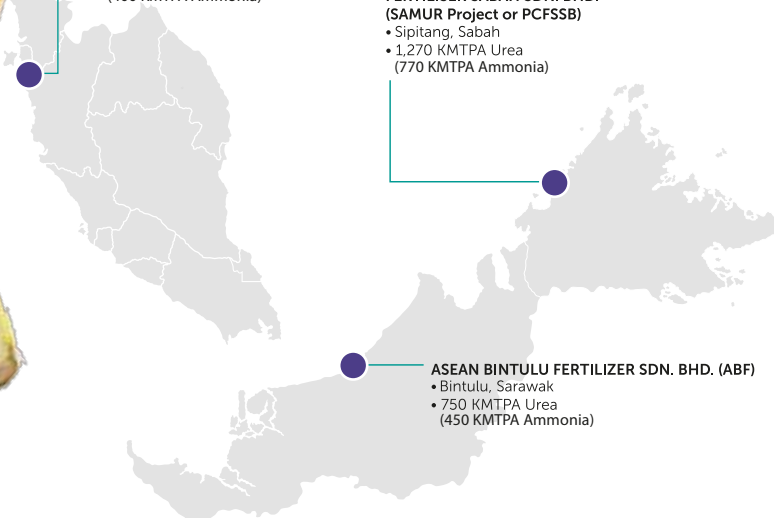 (SAMUR Project or PCFSSB)
• Sipitang, Sabah
• 1,270 KMTPA Urea
(770 KMTPA Ammonia)
ASEAN BINTULU FERTILIZER SDN. BHD. (ABF)
• Bintulu, Sarawak
• 750 KMTPA Urea
(450 KMTPA Ammonia)